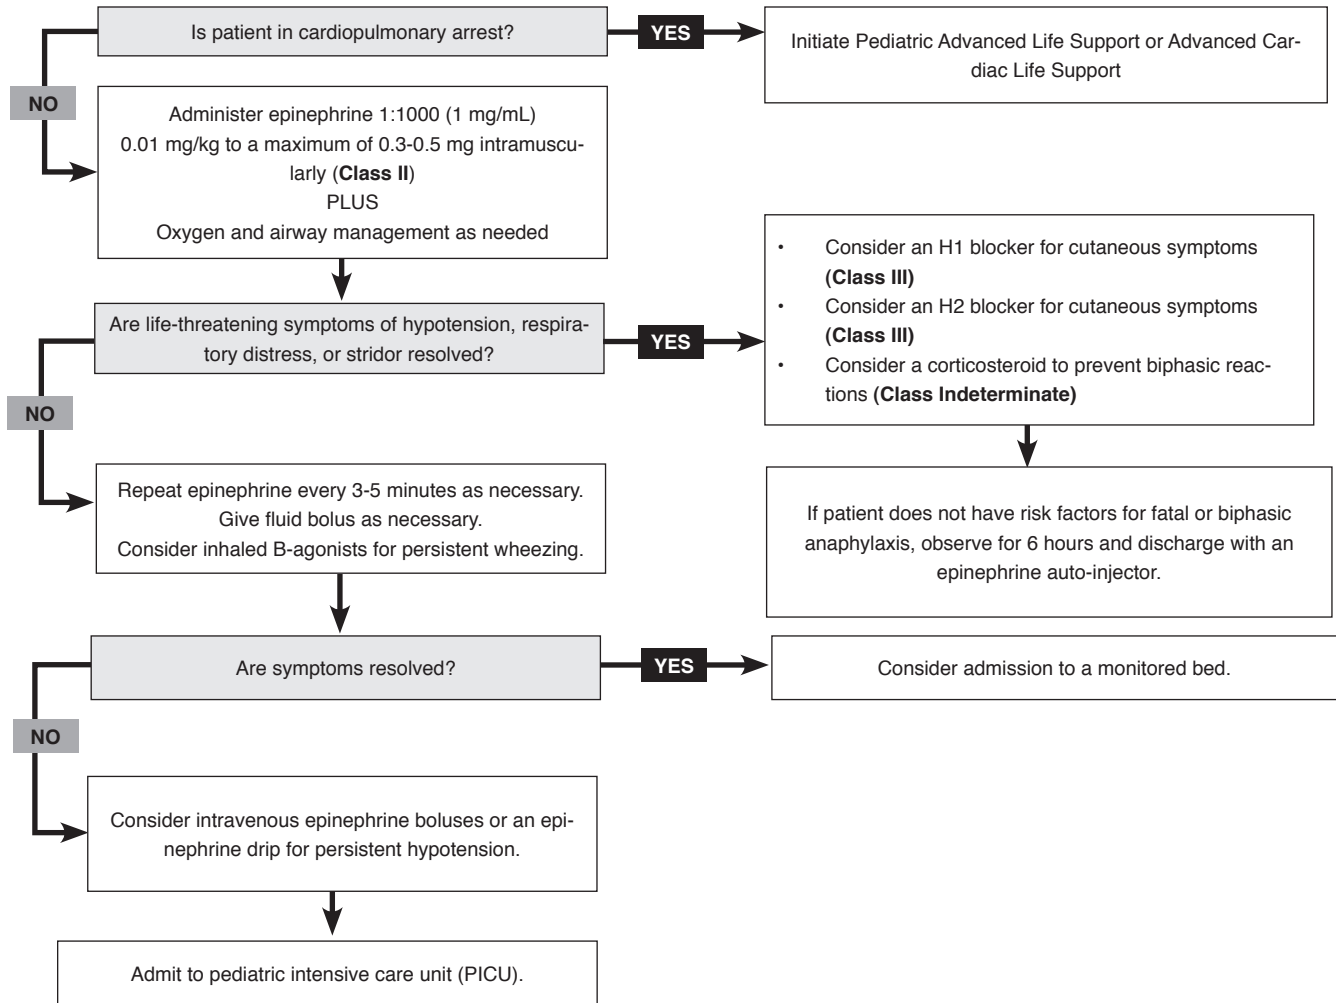 Is patient in cardiopulmonary arrest?
YES
Initiate Pediatric Advanced Life Support or Advanced Car-
diac Life Support
NO
Administer epinephrine 1:1000 (1 mg/mL)
0.01 mg/kg to a maximum of 0.3-0.5 mg intramuscu-
larly (Class II)
PLUS
Oxygen and airway management as needed
Are life-threatening symptoms of hypotension, respira-
tory distress, or stridor resolved?
YES
• Consider an H1 blocker for cutaneous symptoms
(Class III)
• Consider an H2 blocker for cutaneous symptoms
(Class III)
• Consider a corticosteroid to prevent biphasic reac-
tions (Class Indeterminate)
If patient does not have risk factors for fatal or biphasic
anaphylaxis, observe for 6 hours and discharge with an
epinephrine auto-injector.
NO
Repeat epinephrine every 3-5 minutes as necessary.
Give fluid bolus as necessary.
Consider inhaled B-agonists for persistent wheezing.
Are symptoms resolved?
YES
Consider admission to a monitored bed.
NO
Consider intravenous epinephrine boluses or an epi-
nephrine drip for persistent hypotension.
Admit to pediatric intensive care unit (PICU).